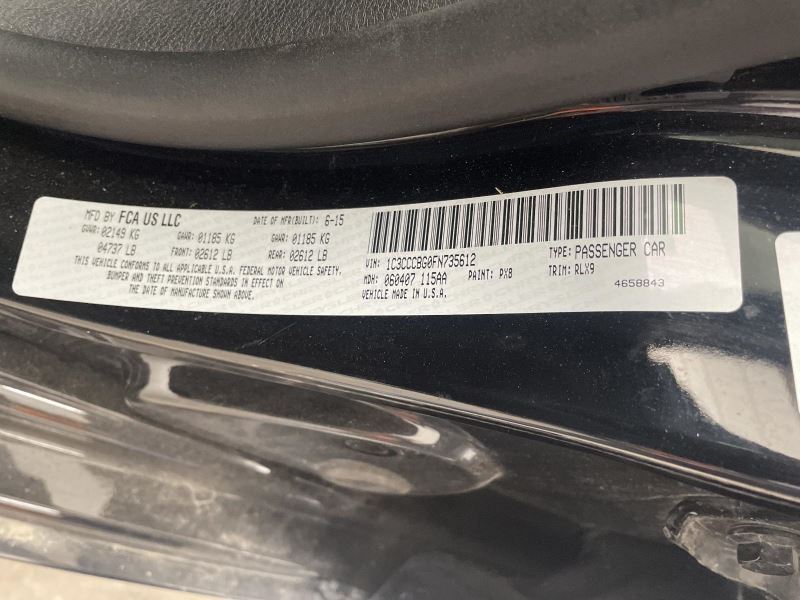 MFD BY FCA US LLC DATE OF MFR(BUILT): 6-15
GVWR: 02149 KG GAWR: 01185 KG GAWR: 01185 KG
04737 LB FRONT: 02612 LB REAR: 02612 LB
THIS VEHICLE CONFORMS TO ALL APPLICABLE U.S.A. FEDERAL MOTOR VEHICLE SAFETY,
BUMPER AND THEFT PREVENTION STANDARDS IN EFFECT ON
THE DATE OF MANUFACTURE SHOWN ABOVE.
VIN: 1C3CCCBG0FN735612 TYPE: PASSENGER CAR
MDH: 060407 115AA PAINT: PX8 TRIM: RLX9
VEHICLE MADE IN U.S.A. 4658843